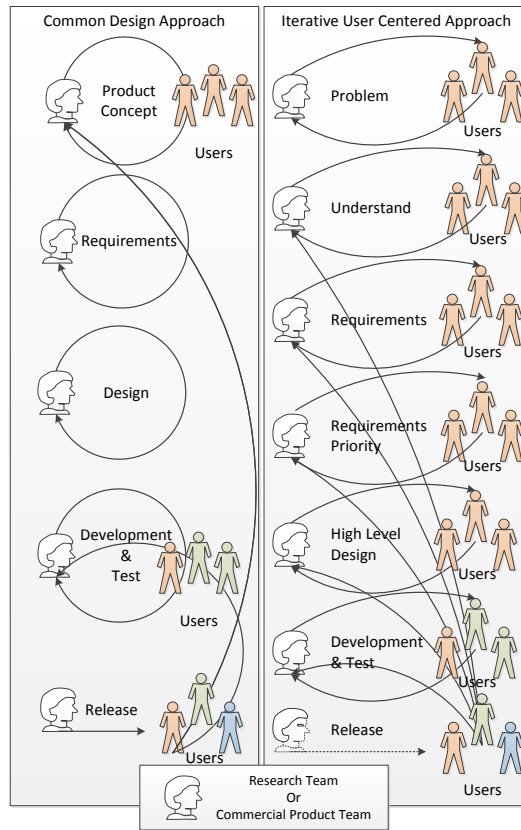 Common Design Approach
Product
Concept
Users
Requirements
Design
Development
&
Test
Users
Release
Users
Iterative User Centered Approach
Problem
Users
Understand
Users
Requirements
Users
Requirements
Priority
Users
High Level
Design
Users
Development
& Test
Users
Release
Users
Research Team
Or
Commercial Product Team